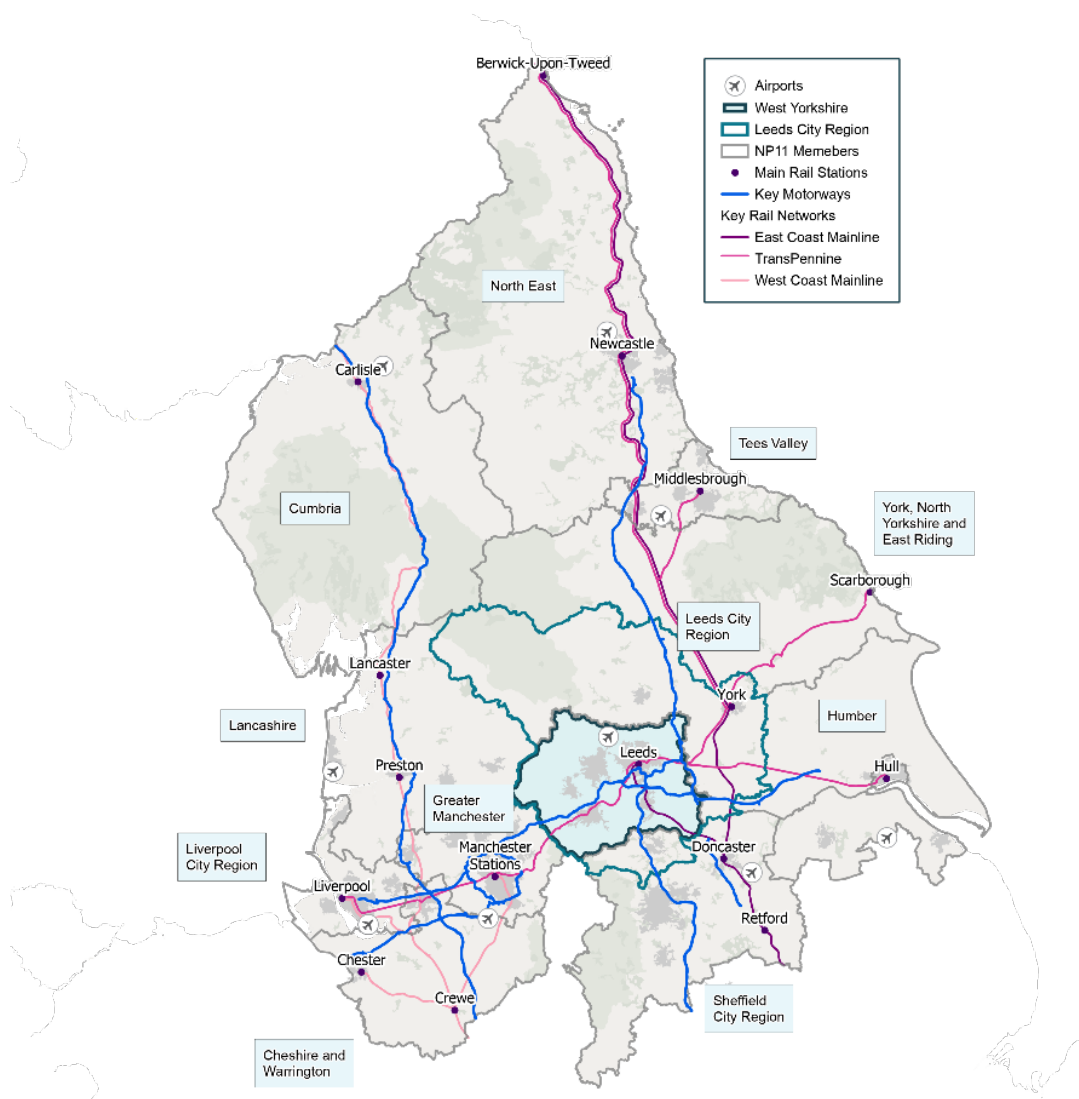 Berwick-Upon-Tweed
Airports
West Yorkshire
Leeds City Region
NP11 Memebers
Main Rail Stations
Key Motorways
Key Rail Networks
East Coast Mainline
TransPennine
West Coast Mainline
North East
Newcastle
Carlisle
Tees Valley
Middlesbrough
Cumbria
York, North
Yorkshire and
East Riding
Scarborough
Leeds City
Region
Lancaster
York
Lancashire
Humber
Leeds
Preston
Hull
Greater
Manchester
Liverpool
City Region
Manchester
Stations
Doncaster
Liverpool
Retford
Chester
Crewe
Sheffield
City Region
Cheshire and
Warrington